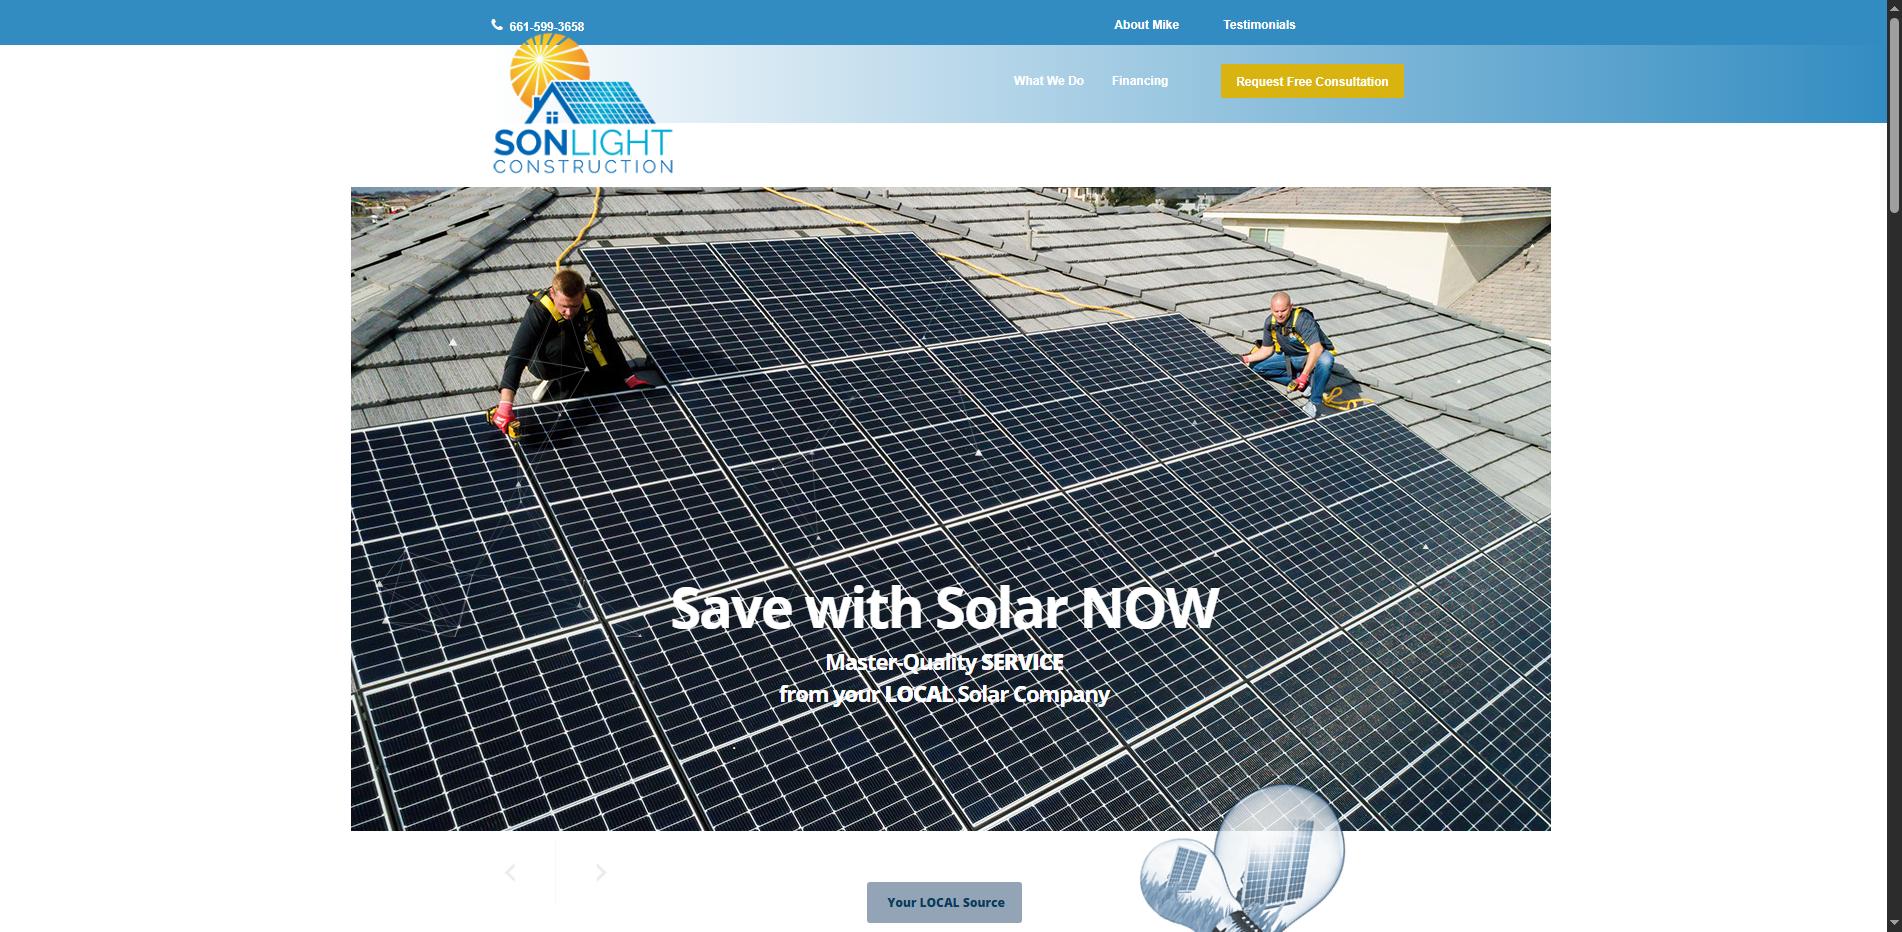 661-599-3658
About Mike
Testimonials
What We Do
Financing
Request Free Consultation
SONLIGHT
CONSTRUCTION
Save with Solar NOW
Master-Quality SERVICE
from your LOCAL Solar Company
Your LOCAL Source